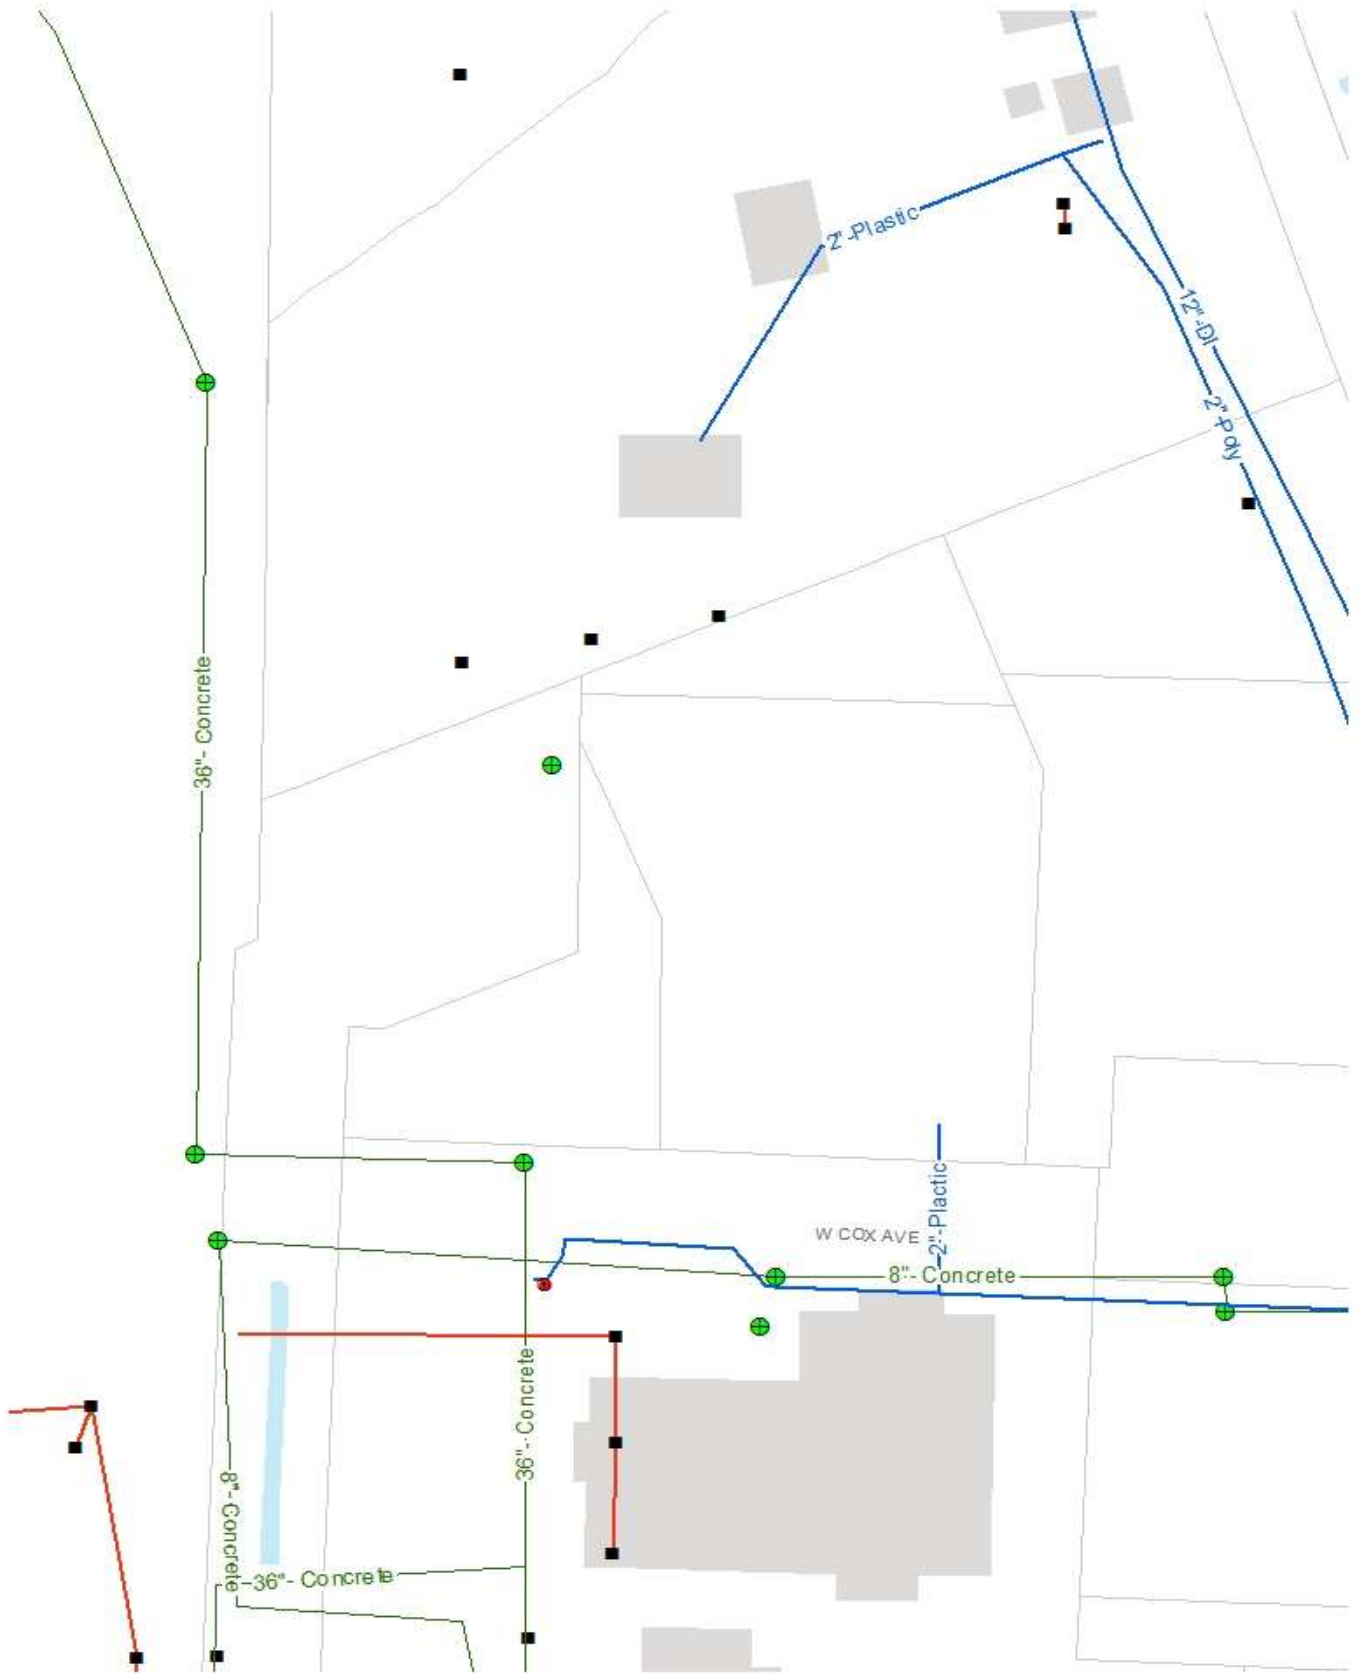 2"-Plastic
12"-DI
2"-Poly
36"- Concrete
2"-Plactic
W COX AVE
8"- Concrete
36"- Concrete
8"- Concrete
36"- Concrete